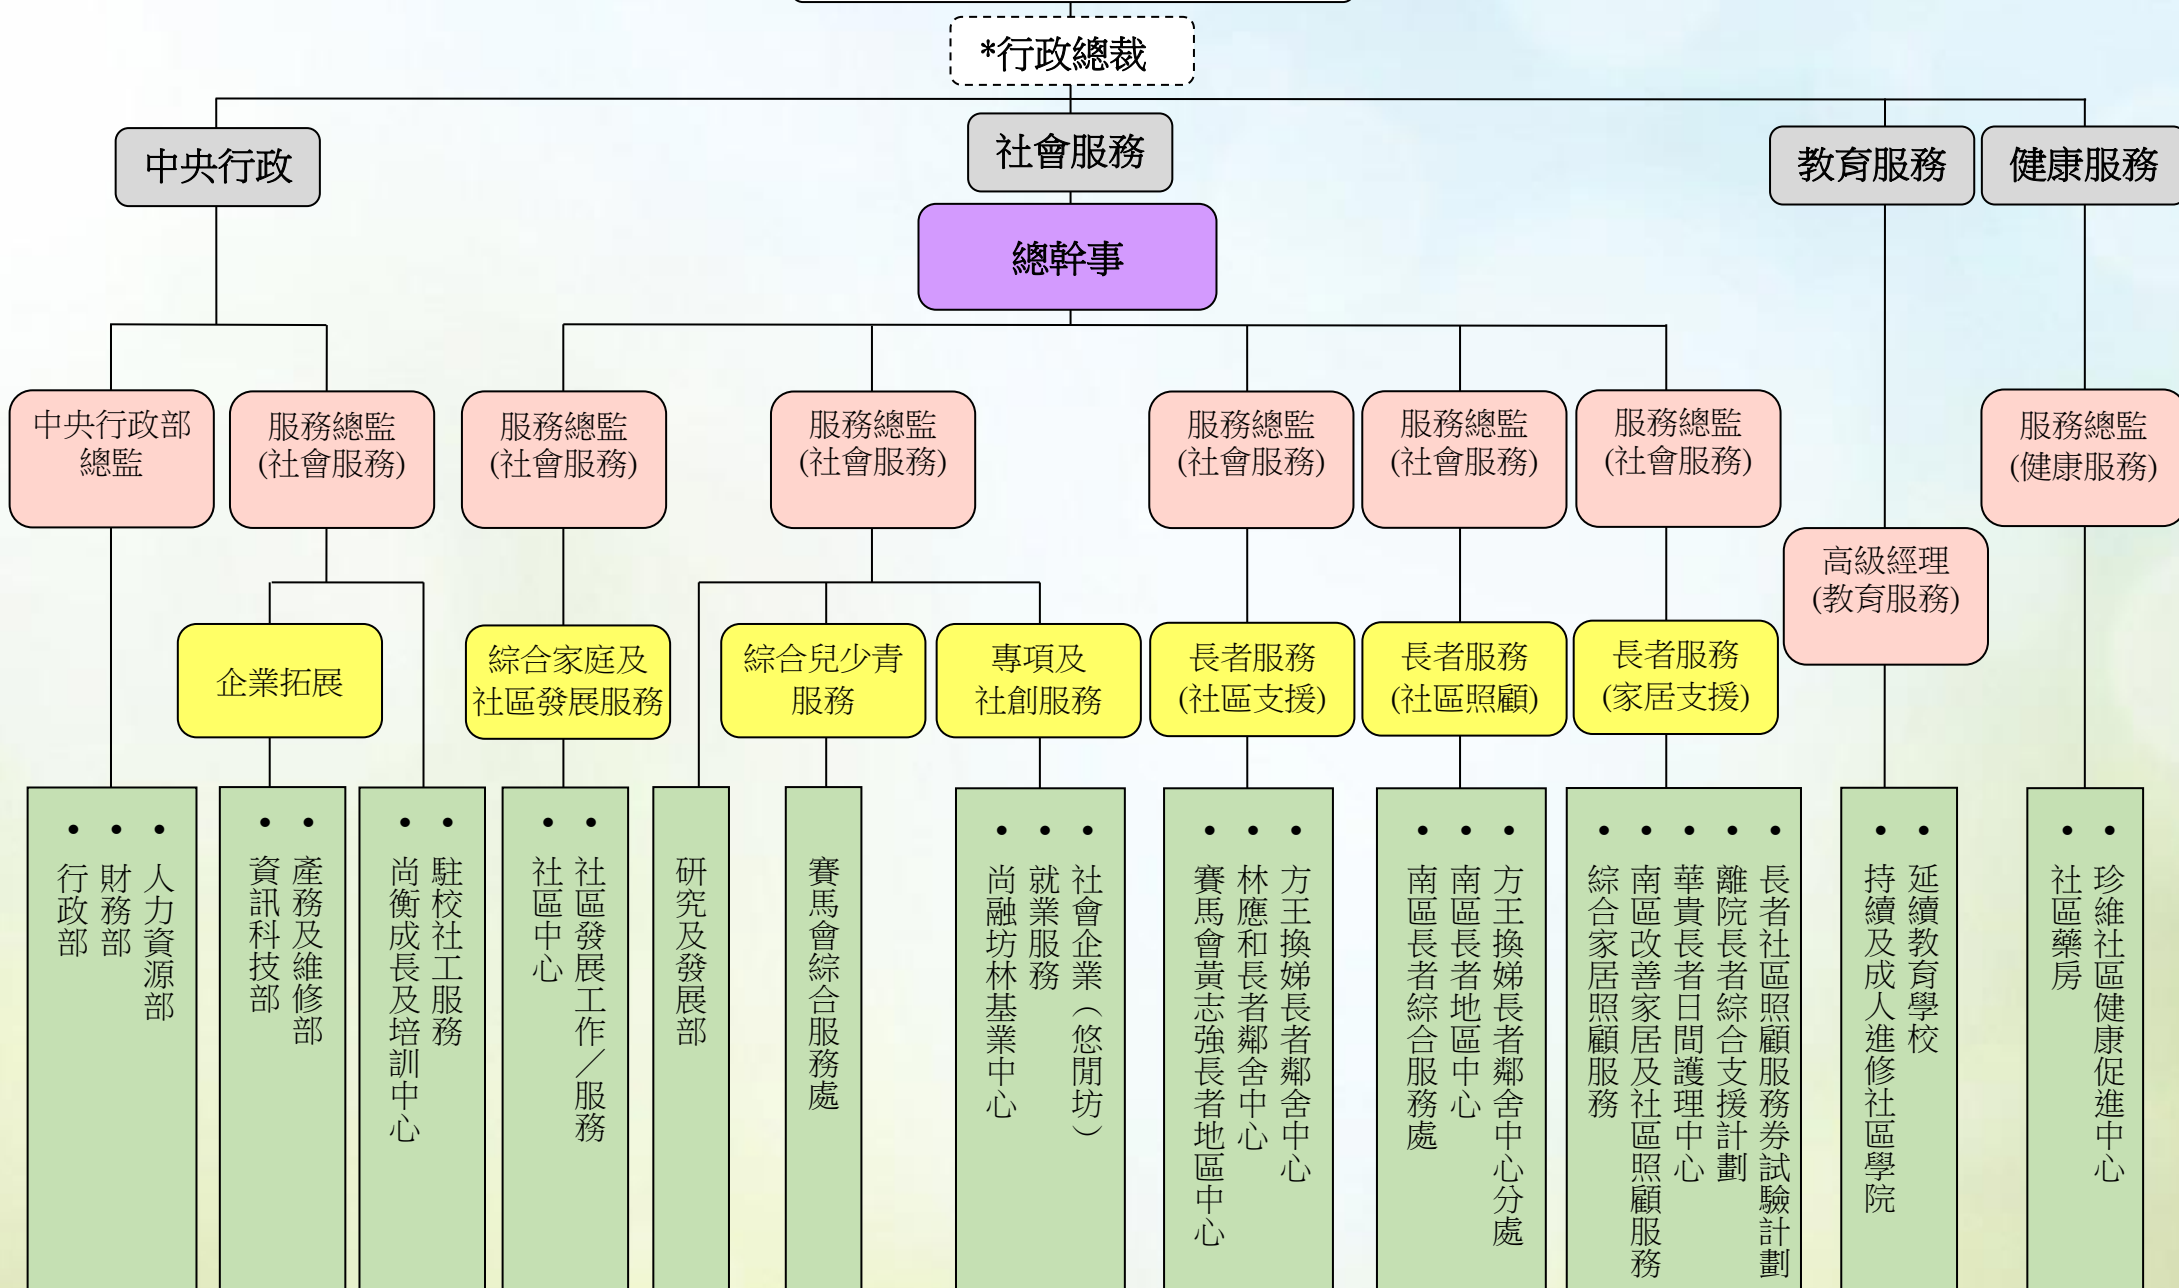 *行政總裁
中央行政
社會服務
教育服務
健康服務
總幹事
中央行政部
總監
服務總監
(社會服務)
服務總監
(社會服務)
服務總監
(社會服務)
服務總監
(社會服務)
服務總監
(社會服務)
服務總監
(社會服務)
服務總監
(健康服務)
高級經理
(教育服務)
企業拓展
綜合家庭及
社區發展服務
綜合兒少青
服務
專項及
社創服務
長者服務
(社區支援)
長者服務
(社區照顧)
長者服務
(家居支援)
• 人力資源部
• 財務部
• 行政部
• 產務及維修部
• 資訊科技部
• 駐校社工服務
• 尚衡成長及培訓中心
• 社區發展工作／服務
• 社區中心
研究及發展部
賽馬會綜合服務處
• 社會企業（悠閒坊）
• 就業服務
• 尚融坊林基業中心
• 方王換娣長者鄰舍中心
• 林應和長者鄰舍中心
• 賽馬會黃志強長者地區中心
• 方王換娣長者鄰舍中心分處
• 南區長者地區中心
• 南區長者綜合服務處
• 長者社區照顧服務券試驗計劃
• 離院長者綜合支援計劃
• 華貴長者日間護理中心
• 南區改善家居及社區照顧服務
• 綜合家居照顧服務
• 延續教育學校
• 持續及成人進修社區學院
• 珍維社區健康促進中心
• 社區藥房